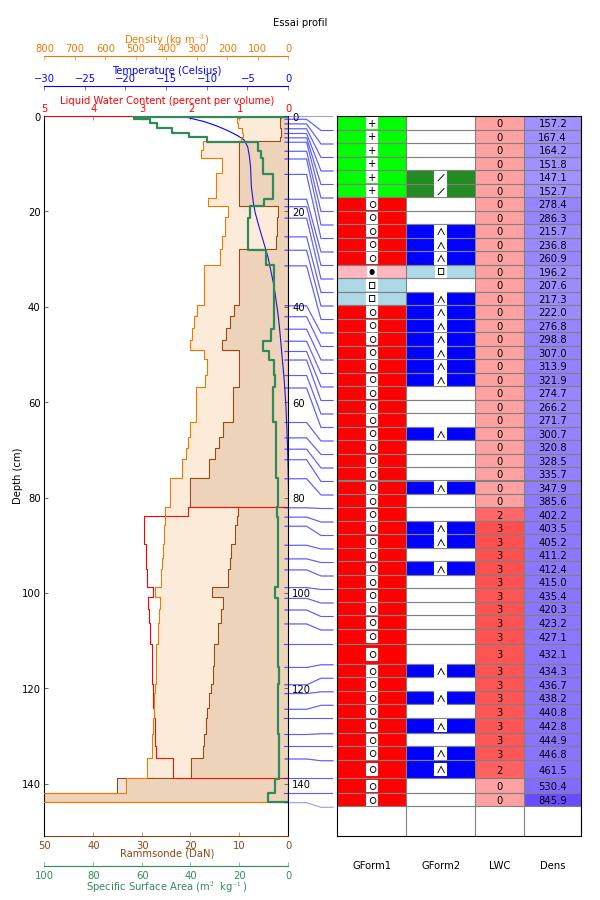 Essai profil
Density (kg m⁻³)
800 700 600 500 400 300 200 100 0
Temperature (Celsius)
−30 −25 −20 −15 −10 −5 0
Liquid Water Content (percent per volume)
5 4 3 2 1 0
0 0 + 0 157.2
+ 0 167.4
+ 0 164.2
+ 0 151.8
+ / 0 147.1
+ / 0 152.7
o 0 278.4
20 20 o 0 286.3
o ∧ 0 215.7
o ∧ 0 236.8
o ∧ 0 260.9
● □ 0 196.2
□ 0 207.6
□ ∧ 0 217.3
40 40 o ∧ 0 222.0
o ∧ 0 276.8
o ∧ 0 298.8
o ∧ 0 307.0
o ∧ 0 313.9
o ∧ 0 321.9
o 0 274.7
60 60 o 0 266.2
o 0 271.7
o ∧ 0 300.7
o 0 320.8
o 0 328.5
Depth (cm)
o 0 335.7
o ∧ 0 347.9
80 80 o 0 385.6
o 2 402.2
o ∧ 3 403.5
o ∧ 3 405.2
o 3 411.2
o ∧ 3 412.4
o 3 415.0
100 100 o 3 435.4
o 3 420.3
o 3 423.2
o 3 427.1
o 3 432.1
o ∧ 3 434.3
120 120 o 3 436.7
o ∧ 3 438.2
o 3 440.8
o ∧ 3 442.8
o 3 444.9
o ∧ 3 446.8
o ∧ 2 461.5
140 140 o 0 530.4
o 0 845.9
50 40 30 20 10 0
Rammsonde (DaN)
GForm1 GForm2 LWC Dens
100 80 60 40 20 0
Specific Surface Area (m² kg⁻¹)